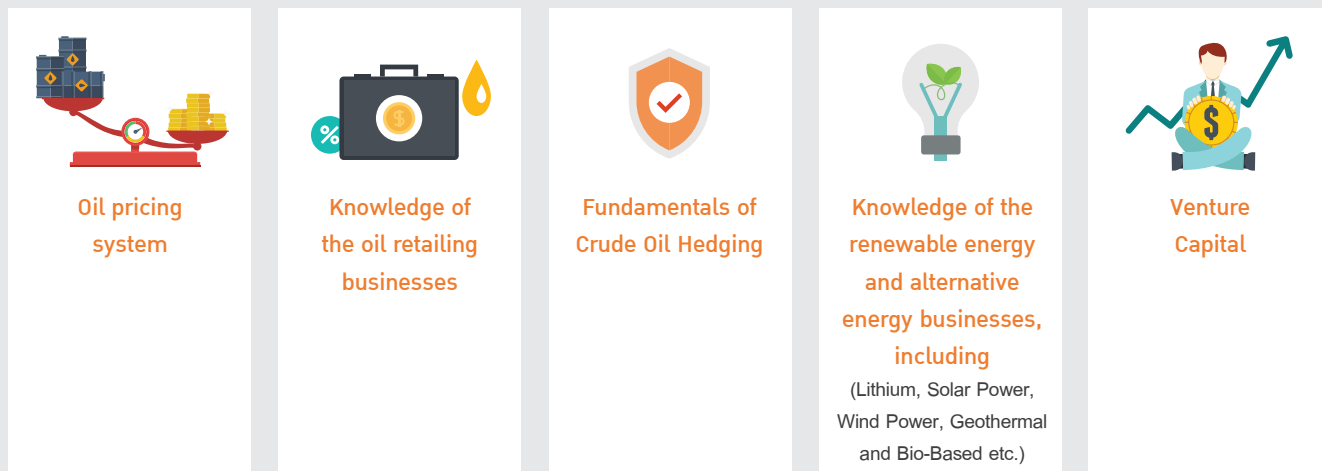 Oil pricing
system
Knowledge of
the oil retailing
businesses
Fundamentals of
Crude Oil Hedging
Knowledge of the
renewable energy
and alternative
energy businesses,
including
(Lithium, Solar Power,
Wind Power, Geothermal
and Bio-Based etc.)
Venture
Capital